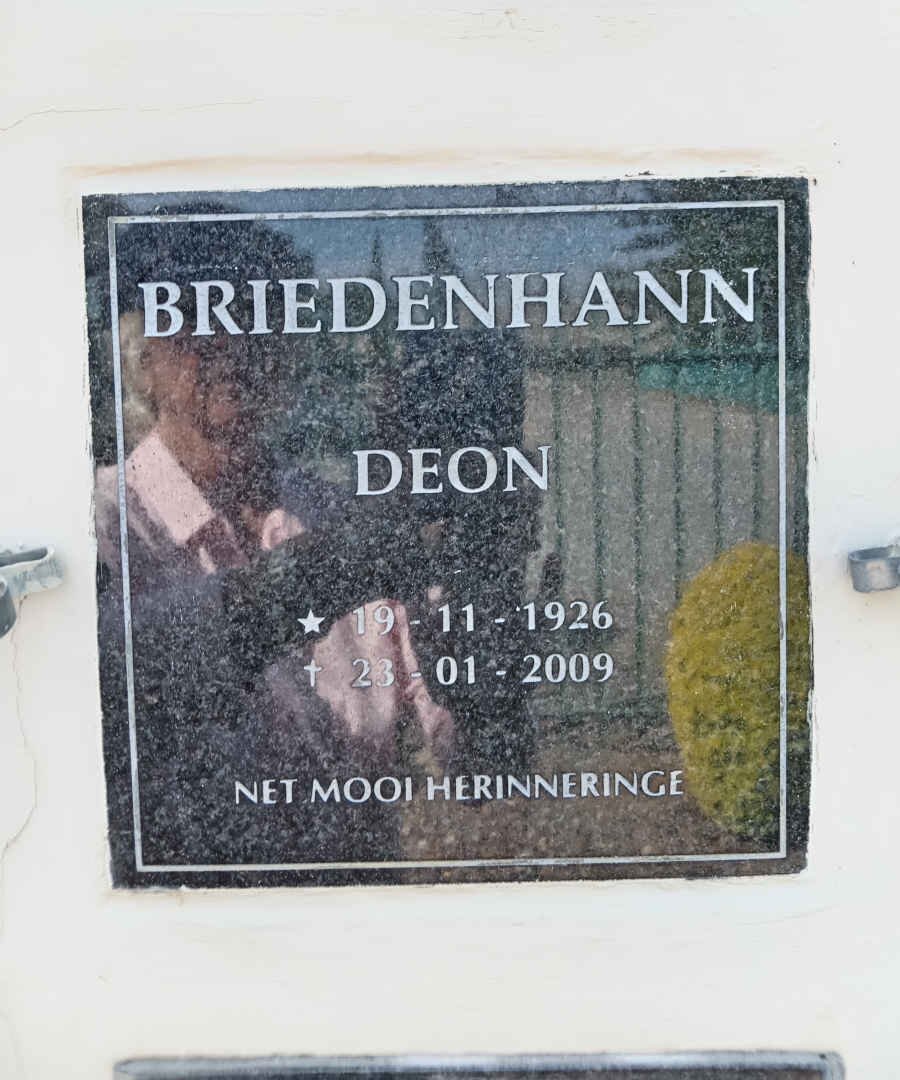 BRIEDENHANN
DEON
★ 19 - 11 - 1926
✝ 23 - 01 - 2009
NET MOOI HERINNERINGE